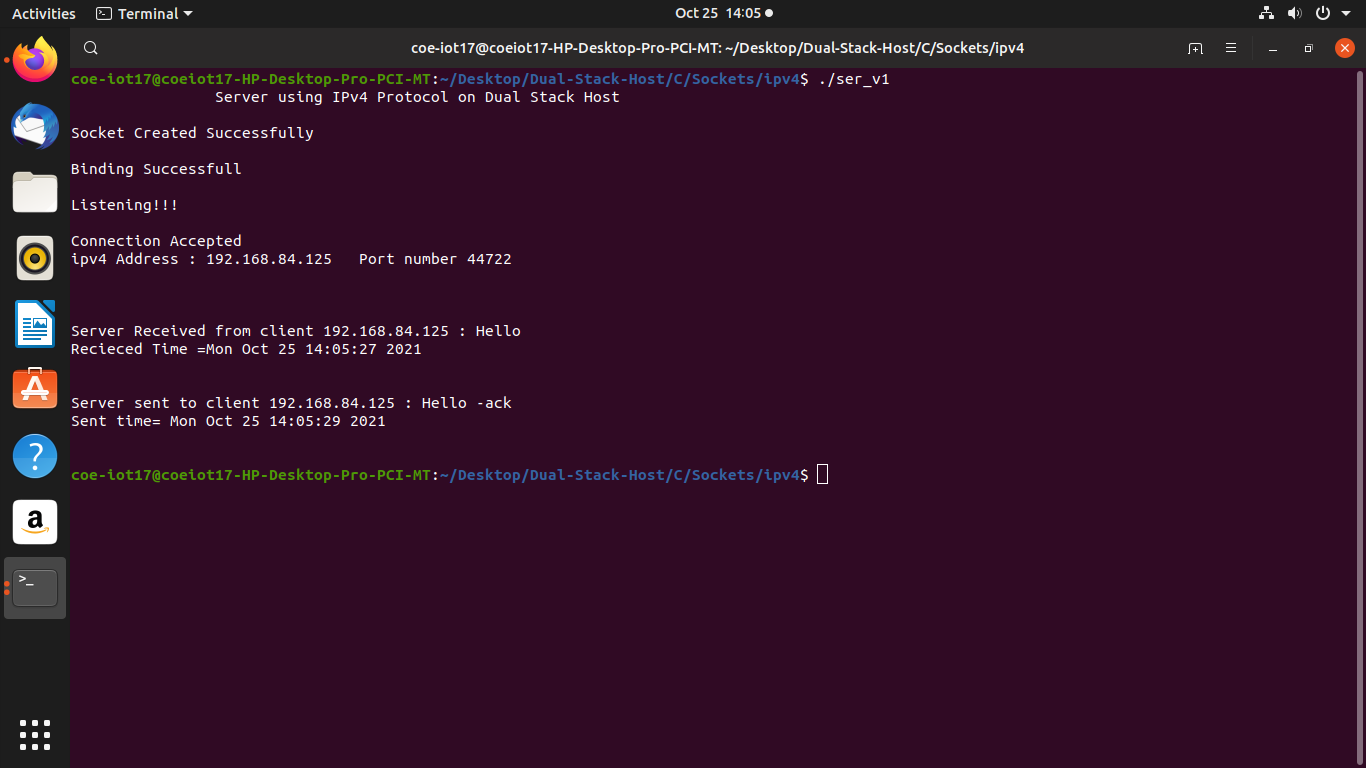 Activities Terminal Oct 25 14:05
coe-iot17@coeiot17-HP-Desktop-Pro-PCI-MT: ~/Desktop/Dual-Stack-Host/C/Sockets/ipv4
coe-iot17@coeiot17-HP-Desktop-Pro-PCI-MT:~/Desktop/Dual-Stack-Host/C/Sockets/ipv4$ ./ser_v1
Server using IPv4 Protocol on Dual Stack Host
Socket Created Successfully
Binding Successfull
Listening!!!
Connection Accepted
ipv4 Address : 192.168.84.125   Port number 44722
Server Received from client 192.168.84.125 : Hello
Recieced Time =Mon Oct 25 14:05:27 2021
Server sent to client 192.168.84.125 : Hello -ack
Sent time= Mon Oct 25 14:05:29 2021
coe-iot17@coeiot17-HP-Desktop-Pro-PCI-MT:~/Desktop/Dual-Stack-Host/C/Sockets/ipv4$
?
a
>_